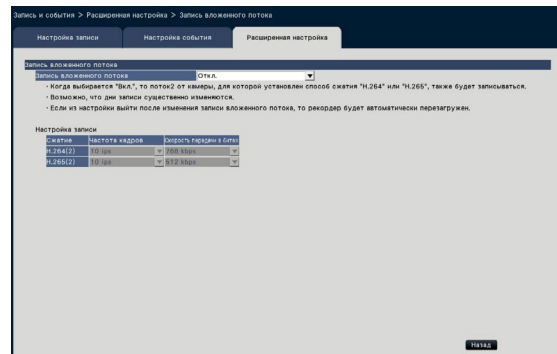 Запись и события > Расширенная настройка > Запись вложенного потока
Настройка записи Настройка события Расширенная настройка
Запись вложенного потока
Запись вложенного потока Откл.
· Когда выбирается "Вкл.", то поток2 от камеры, для которой установлен способ сжатия "H.264" или "H.265", также будет записываться.
· Возможно, что дни записи существенно изменяются.
· Если из настройки выйти после изменения записи вложенного потока, то рекордер будет автоматически перезагружен.
Настройка записи
Сжатие Частота кадров Скорость передачи в битах
H.264(2) 10 ips 768 kbps
H.265(2) 10 ips 512 kbps
Назад